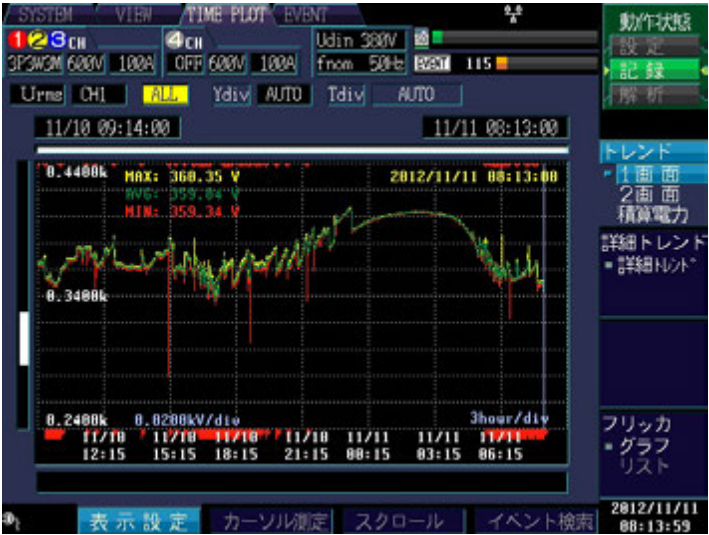 SYSTEM VIEW TIME PLOT EVENT
動作状態
1 2 3 CH 4 CH Udin 380V
設 定
3P3W3M 600V 100A OFF 600V 100A fnom 50Hz EVENT 115
記 録
Urms CH1 ALL Ydiv AUTO Tdiv AUTO
解 析
11/10 09:14:00 11/11 08:13:00
トレンド
0.4400k MAX: 360.35 V 2012/11/11 08:13:00
1画 面
AVG: 359.84 V
2画 面
MIN: 359.34 V
積算電力
詳細トレンド
詳細トレンド
0.3400k
0.2400k 0.0200kV/div 3hour/div
フリッカ
11/10 11/10 11/10 11/10 11/11 11/11 11/11
グラフ
12:15 15:15 18:15 21:15 00:15 03:15 06:15
リスト
表 示 設 定 カーソル測定 スクロール イベント検索
2012/11/11
08:13:59